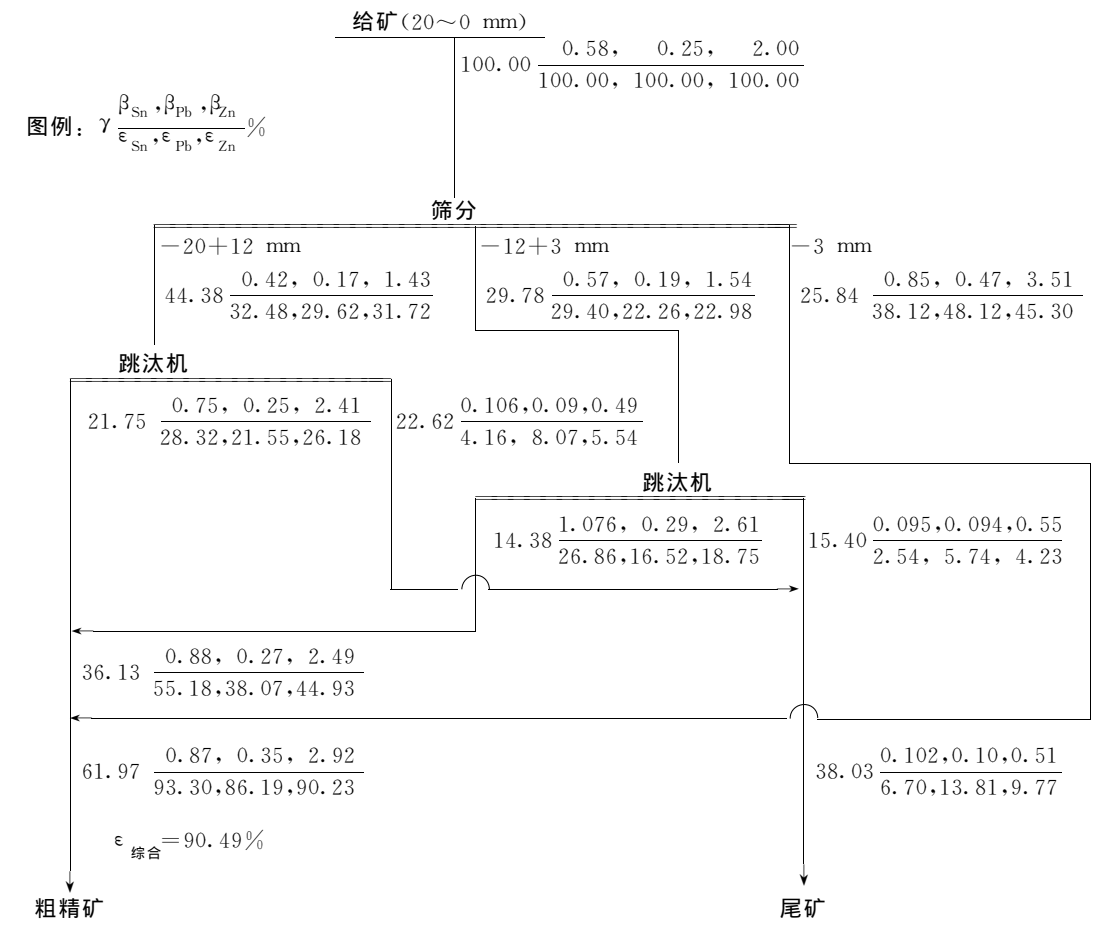 给矿(20～0 mm)
100.00 0.58, 0.25, 2.00
100.00, 100.00, 100.00
图例: γ βSn,βPb,βZn
εSn,εPb,εZn %
筛分
－20＋12 mm
44.38 0.42, 0.17, 1.43
32.48,29.62,31.72
－12＋3 mm
29.78 0.57, 0.19, 1.54
29.40,22.26,22.98
－3 mm
25.84 0.85, 0.47, 3.51
38.12,48.12,45.30
跳汰机
21.75 0.75, 0.25, 2.41
28.32,21.55,26.18
22.62 0.106,0.09,0.49
4.16, 8.07,5.54
跳汰机
14.38 1.076, 0.29, 2.61
26.86,16.52,18.75
15.40 0.095,0.094,0.55
2.54, 5.74, 4.23
36.13 0.88, 0.27, 2.49
55.18,38.07,44.93
61.97 0.87, 0.35, 2.92
93.30,86.19,90.23
38.03 0.102,0.10,0.51
6.70,13.81,9.77
ε综合＝90.49%
粗精矿
尾矿